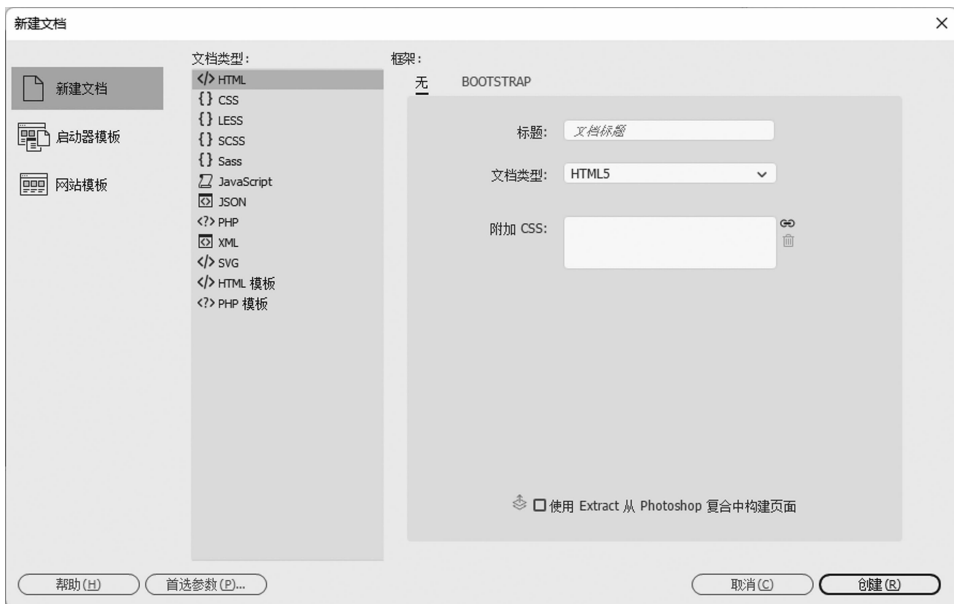 新建文档
新建文档
启动器模板
网站模板
文档类型:
HTML
CSS
LESS
SCSS
Sass
JavaScript
JSON
PHP
XML
SVG
HTML 模板
PHP 模板
框架:
无 BOOTSTRAP
标题: 文档标题
文档类型: HTML5
附加 CSS:
使用 Extract 从 Photoshop 复合中构建页面
帮助(H) 首选参数(P)... 取消(C) 创建(R)